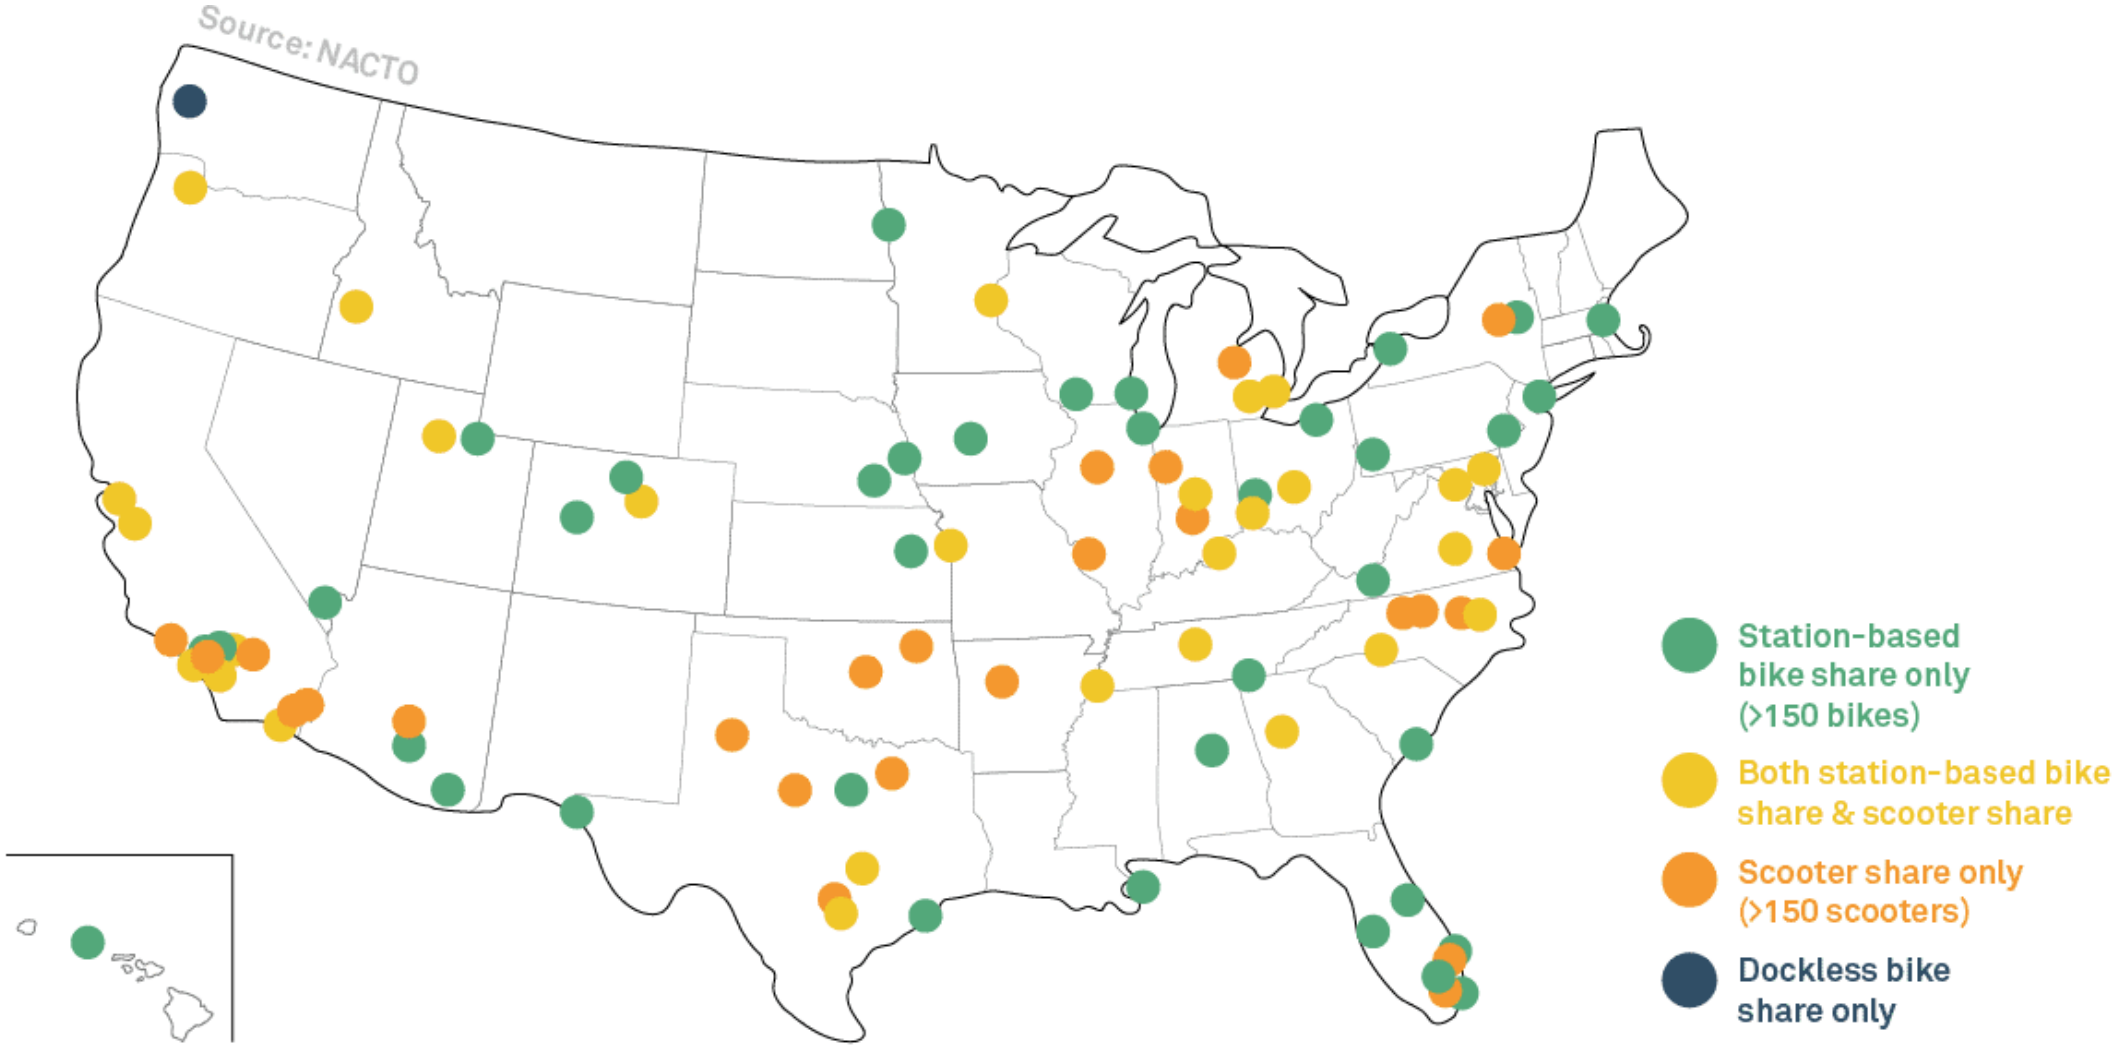 Source: NACTO
Station-based
bike share only
(>150 bikes)
Both station-based bike
share & scooter share
Scooter share only
(>150 scooters)
Dockless bike
share only